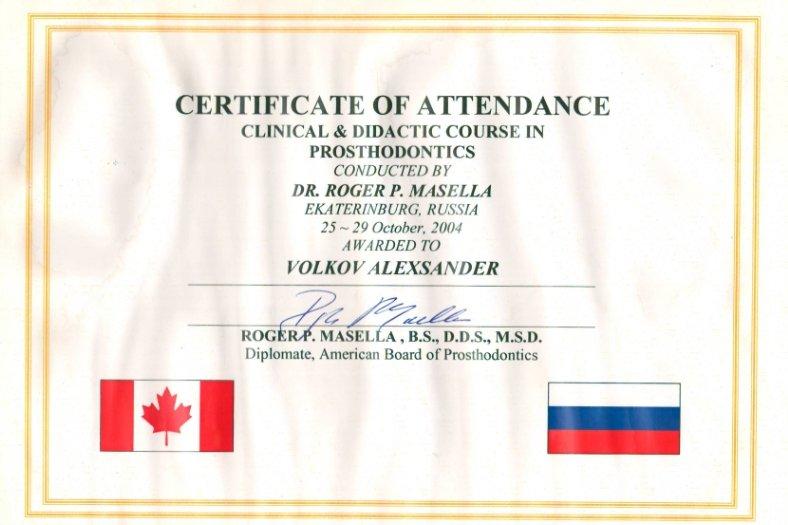 CERTIFICATE OF ATTENDANCE
CLINICAL & DIDACTIC COURSE IN
PROSTHODONTICS
CONDUCTED BY
DR. ROGER P. MASELLA
EKATERINBURG, RUSSIA
25 ~ 29 October, 2004
AWARDED TO
VOLKOV ALEXSANDER
ROGER P. MASELLA , B.S., D.D.S., M.S.D.
Diplomate, American Board of Prosthodontics